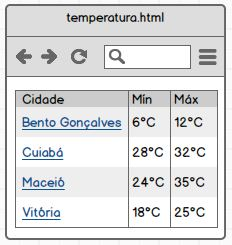 temperatura.html
Cidade Mín Máx
Bento Gonçalves 6°C 12°C
Cuiabá 28°C 32°C
Maceió 24°C 35°C
Vitória 18°C 25°C